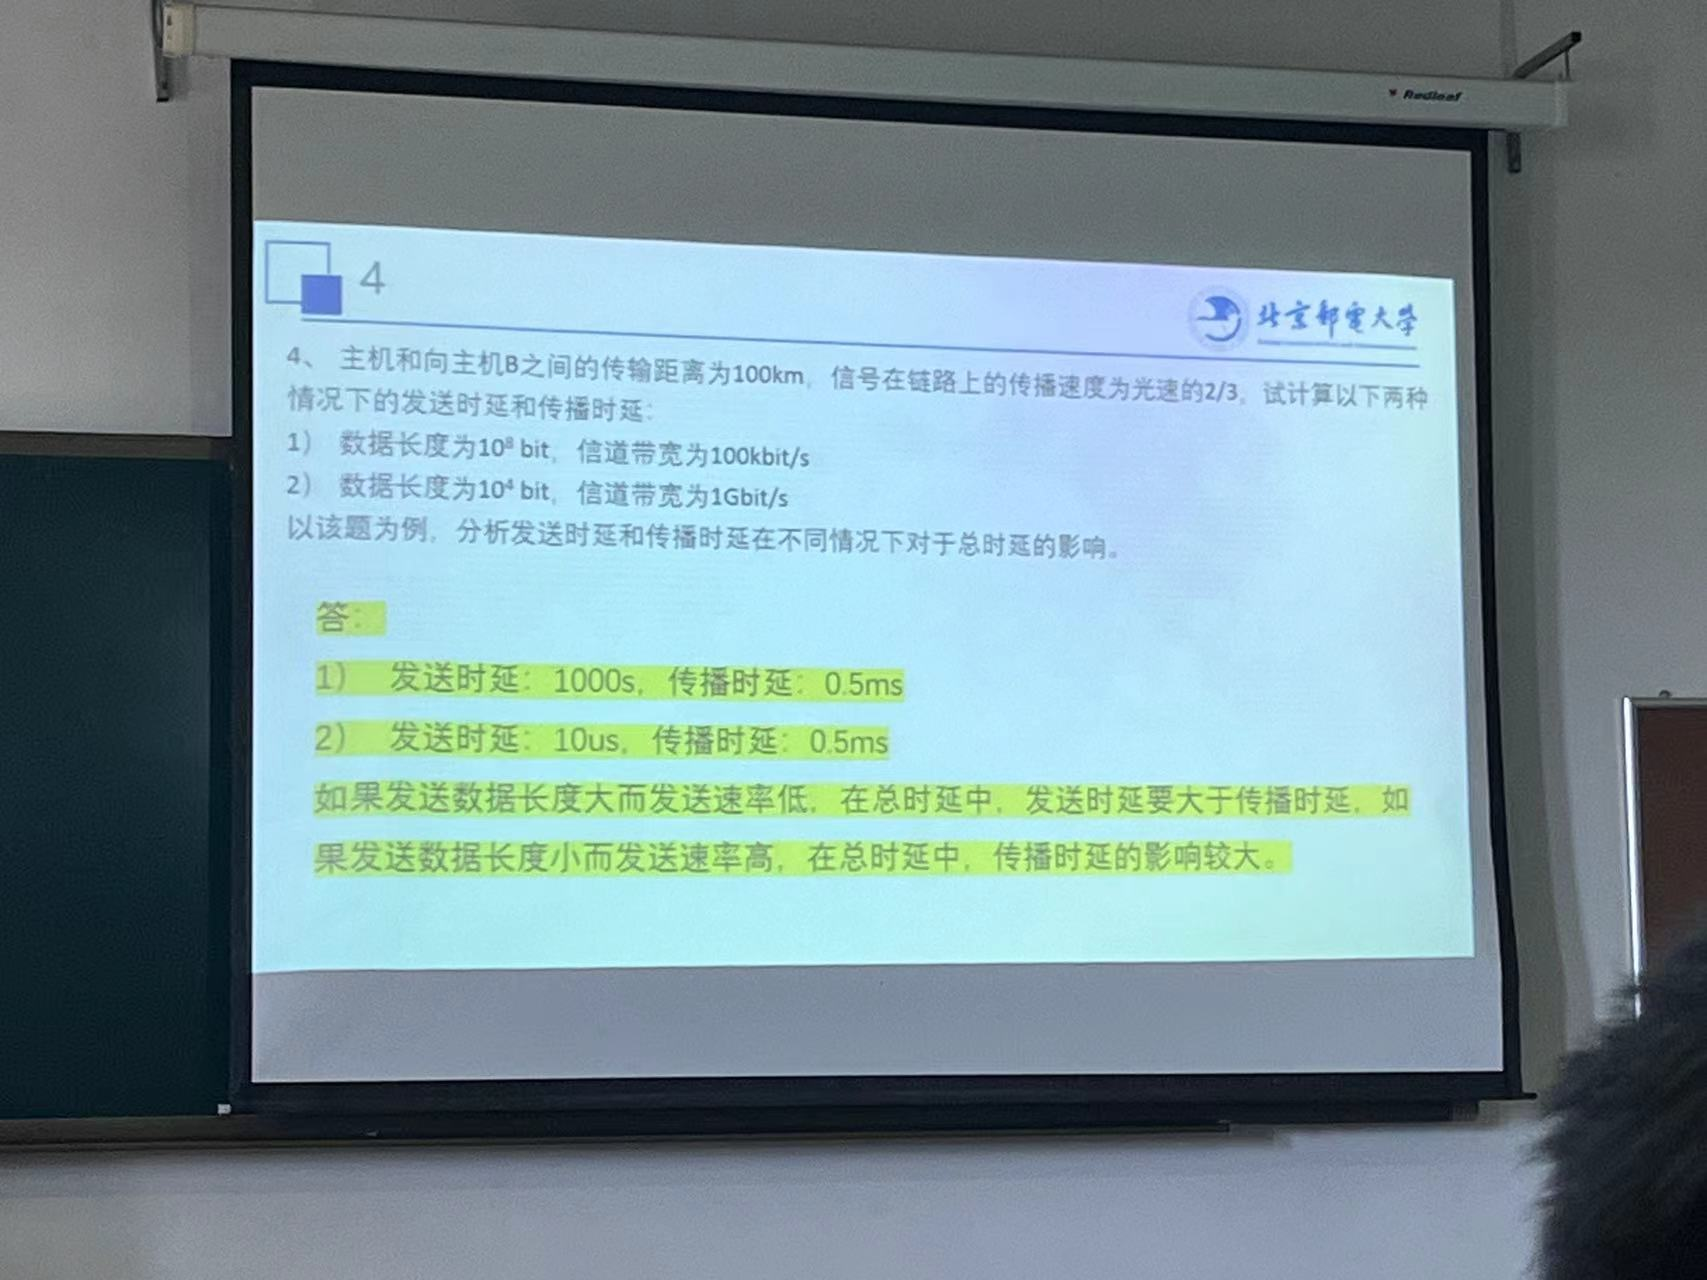 Redleaf
4
北京邮电大学
4、 主机和向主机B之间的传输距离为100km，信号在链路上的传播速度为光速的2/3。试计算以下两种
情况下的发送时延和传播时延：
1） 数据长度为10⁸ bit，信道带宽为100kbit/s
2） 数据长度为10⁴ bit，信道带宽为1Gbit/s
以该题为例，分析发送时延和传播时延在不同情况下对于总时延的影响。
答：
1） 发送时延：1000s，传播时延：0.5ms
2） 发送时延：10us，传播时延：0.5ms
如果发送数据长度大而发送速率低，在总时延中，发送时延要大于传播时延，如
果发送数据长度小而发送速率高，在总时延中，传播时延的影响较大。